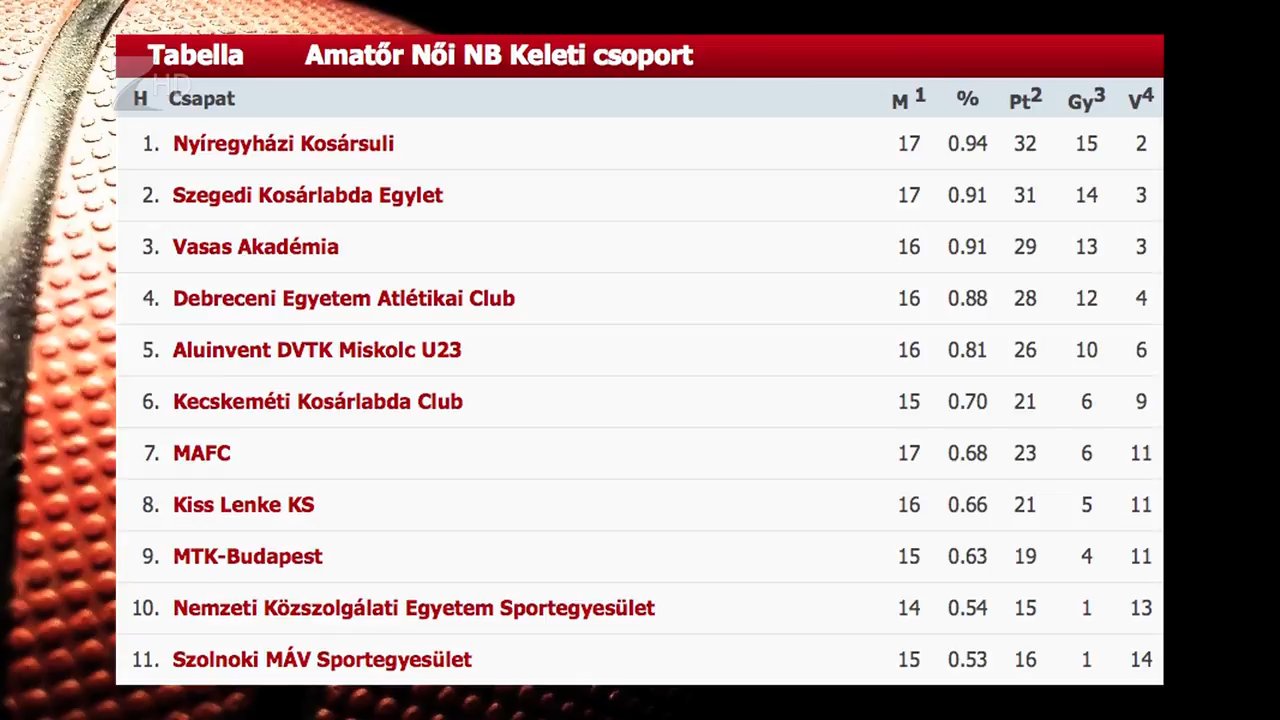 Tabella Amatőr Női NB Keleti csoport
HD
H Csapat M 1 % Pt2 Gy3 V4
1. Nyíregyházi Kosársuli 17 0.94 32 15 2
2. Szegedi Kosárlabda Egylet 17 0.91 31 14 3
3. Vasas Akadémia 16 0.91 29 13 3
4. Debreceni Egyetem Atlétikai Club 16 0.88 28 12 4
5. Aluinvent DVTK Miskolc U23 16 0.81 26 10 6
6. Kecskeméti Kosárlabda Club 15 0.70 21 6 9
7. MAFC 17 0.68 23 6 11
8. Kiss Lenke KS 16 0.66 21 5 11
9. MTK-Budapest 15 0.63 19 4 11
10. Nemzeti Közszolgálati Egyetem Sportegyesület 14 0.54 15 1 13
11. Szolnoki MÁV Sportegyesület 15 0.53 16 1 14